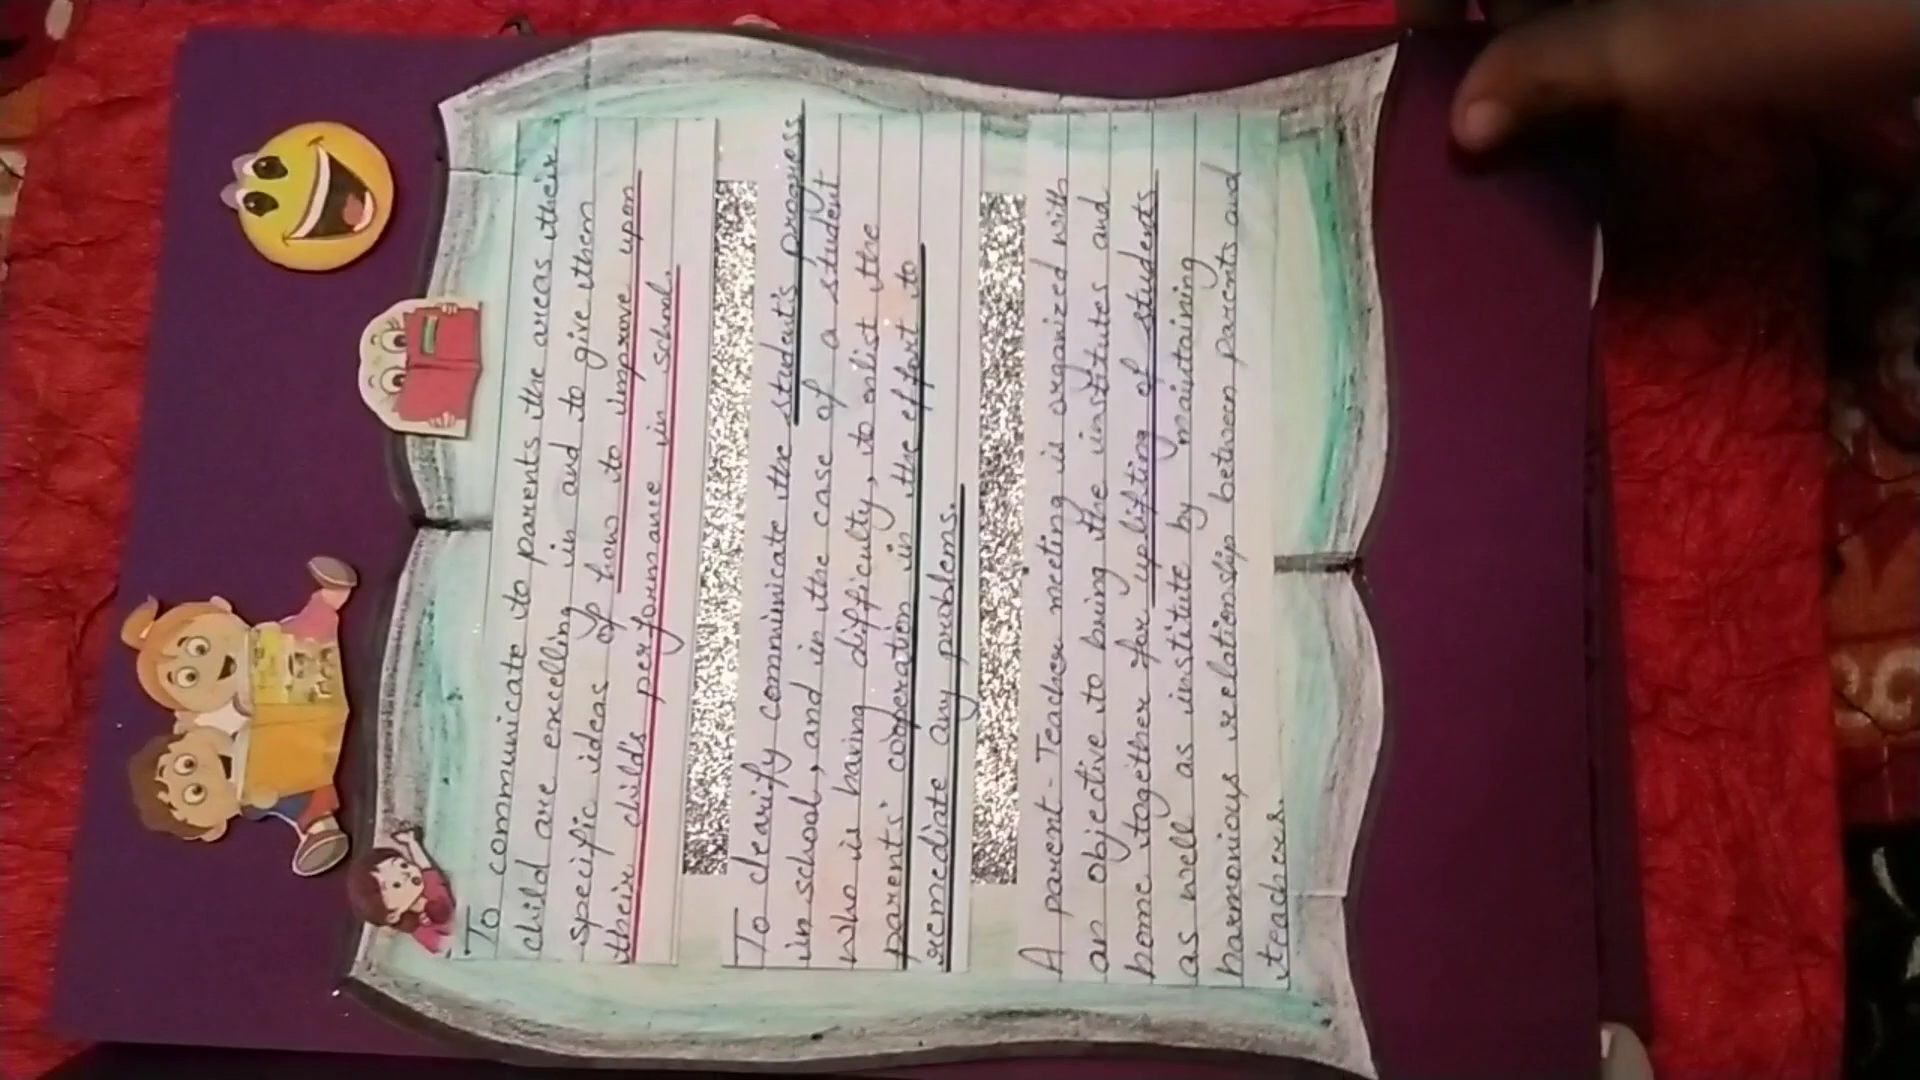 To communicate to parents the areas their
child are excelling in and to give them
specific ideas of how to improve upon
their child's performance in school.
To clearify communicate the student's progress
in school, and in the case of a student
who is having difficulty, to enlist the
parents' cooperation in the effort to
remediate any problems.
A parent-Teacher meeting is organized with
an objective to bring the institutes and
home together for uplifting of students
as well as institute by maintaining
harmonious relationship between parents and
teachers.